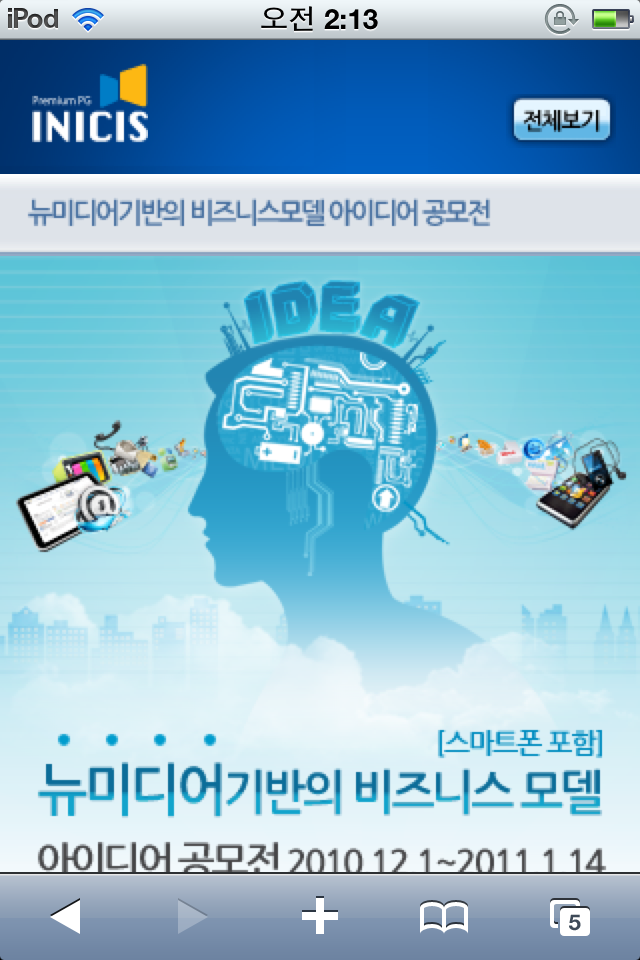 iPod 오전 2:13
Premium PG
INICIS
전체보기
뉴미디어기반의 비즈니스모델 아이디어 공모전
IDEA
@
[스마트폰 포함]
뉴미디어기반의 비즈니스 모델
아이디어 공모전 2010.12.1~2011.1.14
5